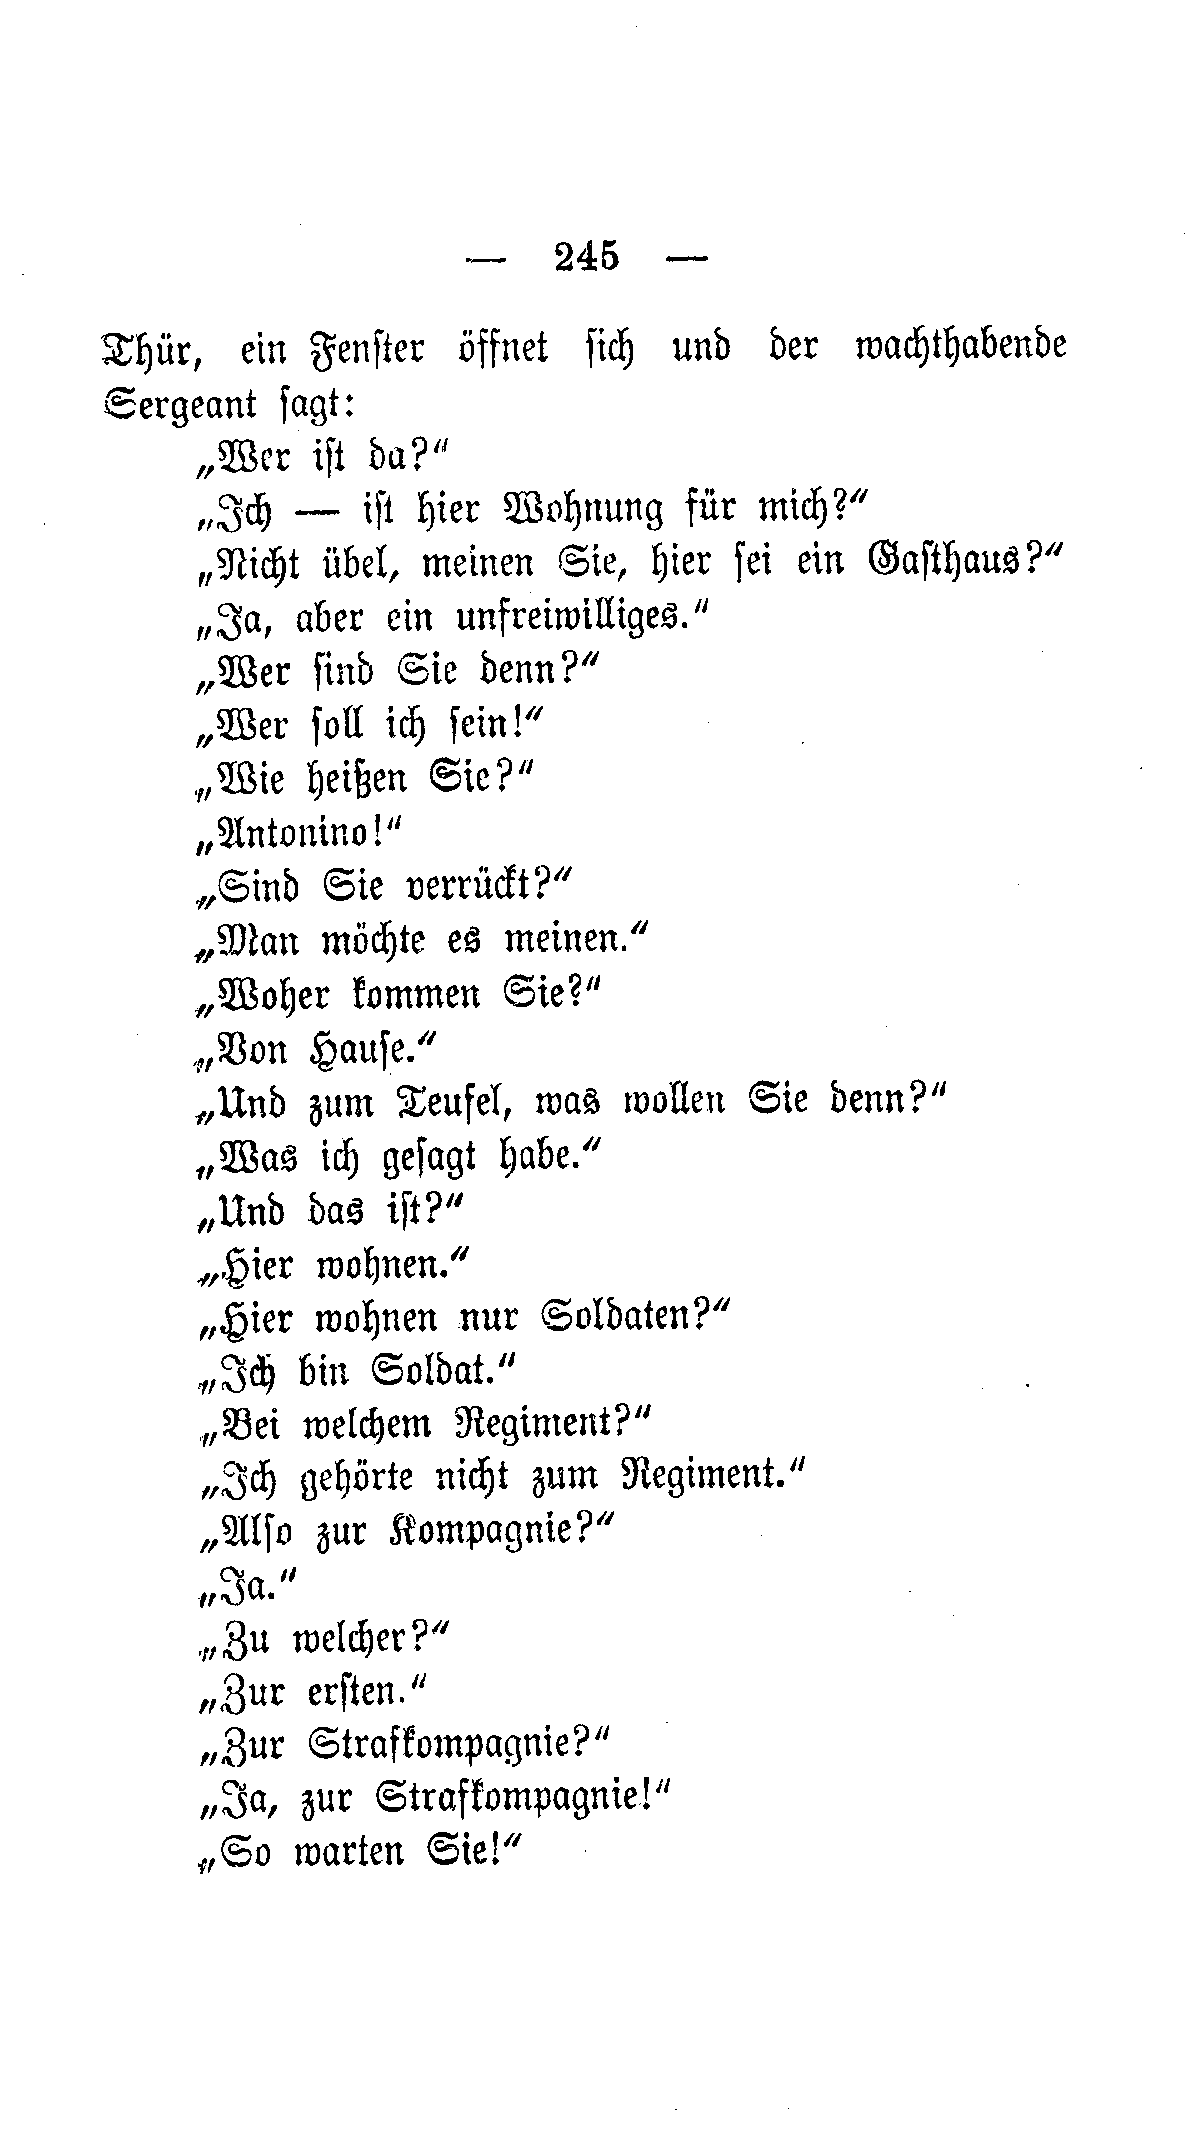 — 245 —
Thür, ein Fenſter öffnet ſich und der wachthabende
Sergeant ſagt:
„Wer iſt da?“
„Ich — iſt hier Wohnung für mich?“
„Nicht übel, meinen Sie, hier ſei ein Gaſthaus?“
„Ja, aber ein unfreiwilliges.“
„Wer ſind Sie denn?“
„Wer ſoll ich ſein!“
„Wie heißen Sie?“
„Antonino!“
„Sind Sie verrückt?“
„Man möchte es meinen.“
„Woher kommen Sie?“
„Von Hauſe.“
„Und zum Teufel, was wollen Sie denn?“
„Was ich geſagt habe.“
„Und das iſt?“
„Hier wohnen.“
„Hier wohnen nur Soldaten?“
„Ich bin Soldat.“
„Bei welchem Regiment?“
„Ich gehörte nicht zum Regiment.“
„Alſo zur Kompagnie?“
„Ja.“
„Zu welcher?“
„Zur erſten.“
„Zur Strafkompagnie?“
„Ja, zur Strafkompagnie!“
„So warten Sie!“